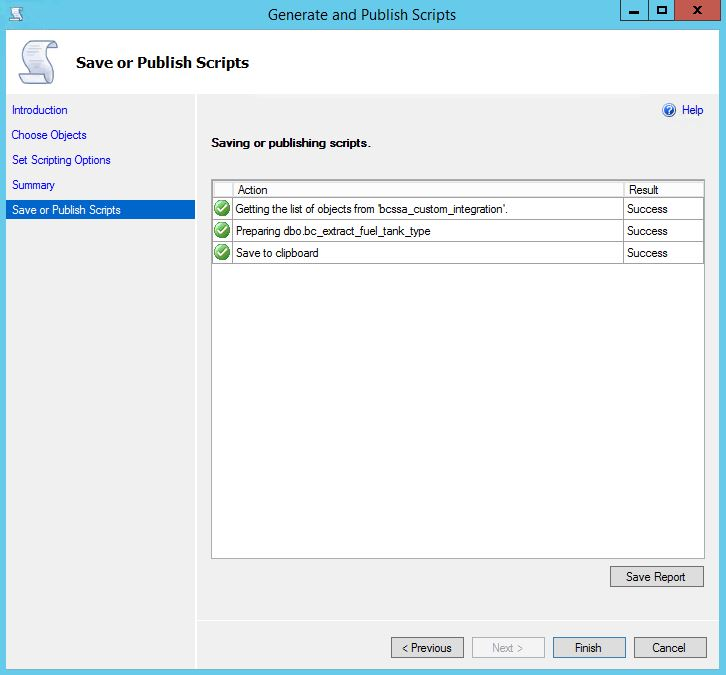 Generate and Publish Scripts
X
Save or Publish Scripts
Introduction
Choose Objects
Set Scripting Options
Summary
Save or Publish Scripts
? Help
Saving or publishing scripts.
Action Result
Getting the list of objects from 'bcssa_custom_integration'. Success
Preparing dbo.bc_extract_fuel_tank_type Success
Save to clipboard Success
Save Report
< Previous Next > Finish Cancel